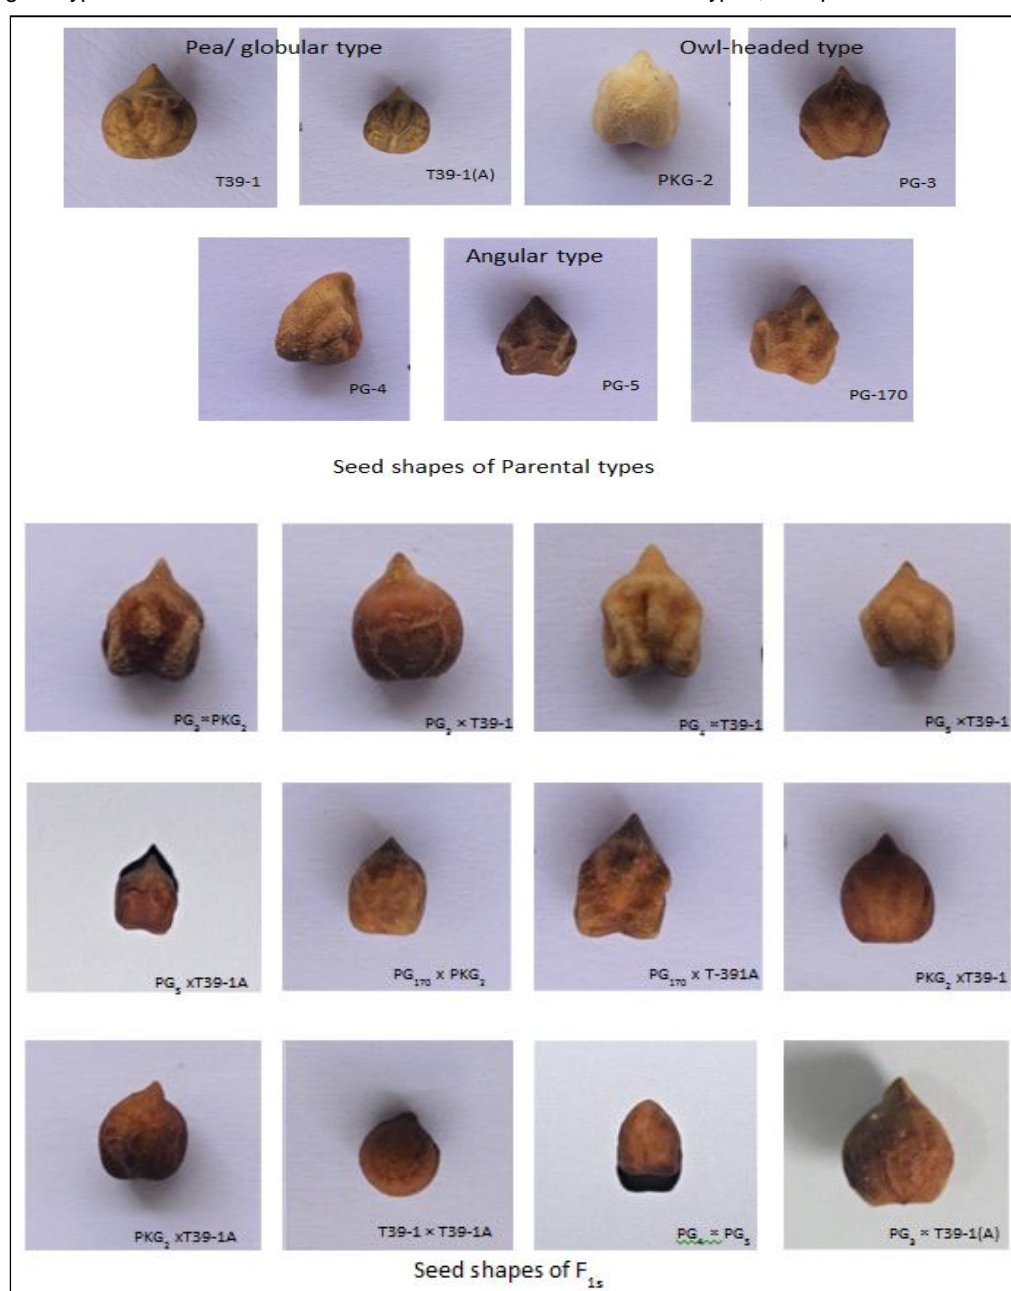 Pea/ globular type
Owl-headed type
T39-1
T39-1(A)
PKG-2
PG-3
Angular type
PG-4
PG-5
PG-170
Seed shapes of Parental types
PG₃ × PKG₂
PG₃ × T39-1
PG₄ × T39-1
PG₅ ×T39-1
PG₅ xT39-1A
PG₁₇₀ x PKG₂
PG₁₇₀ x T-391A
PKG₂ xT39-1
PKG₂ xT39-1A
T39-1 × T39-1A
PG₄ × PG₅
PG₃ × T39-1(A)
Seed shapes of F₁ₛ